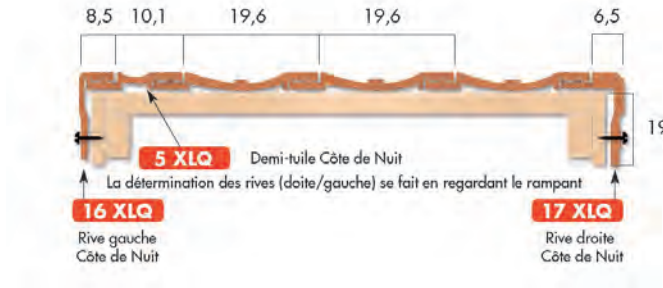 8,5 10,1 19,6 19,6 6,5
19
5 XLQ Demi-tuile Côte de Nuit
La détermination des rives (doite/gauche) se fait en regardant le rampant
16 XLQ 17 XLQ
Rive gauche Rive droite
Côte de Nuit Côte de Nuit